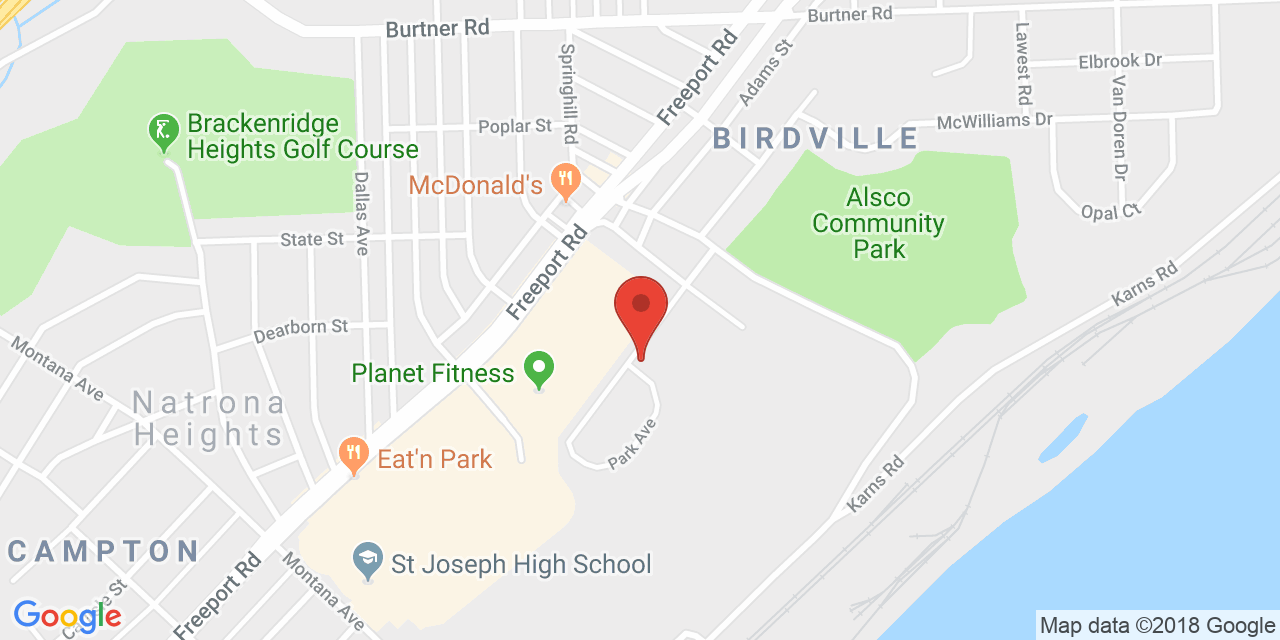 Burtner Rd
Burtner Rd
Freeport Rd
Adams St
Lawest Rd
Elbrook Dr
Van Doren Dr
Springhill Rd
Brackenridge
Heights Golf Course
Poplar St
BIRDVILLE
McWilliams Dr
McDonald's
Dallas Ave
Alsco
Community
Park
Opal Ct
State St
Freeport Rd
Karns Rd
Dearborn St
Montana Ave
Planet Fitness
Natrona
Heights
Park Ave
Eat'n Park
Karns Rd
CAMPTON
St Joseph High School
Freeport Rd
Montana Ave
Google
Map data ©2018 Google